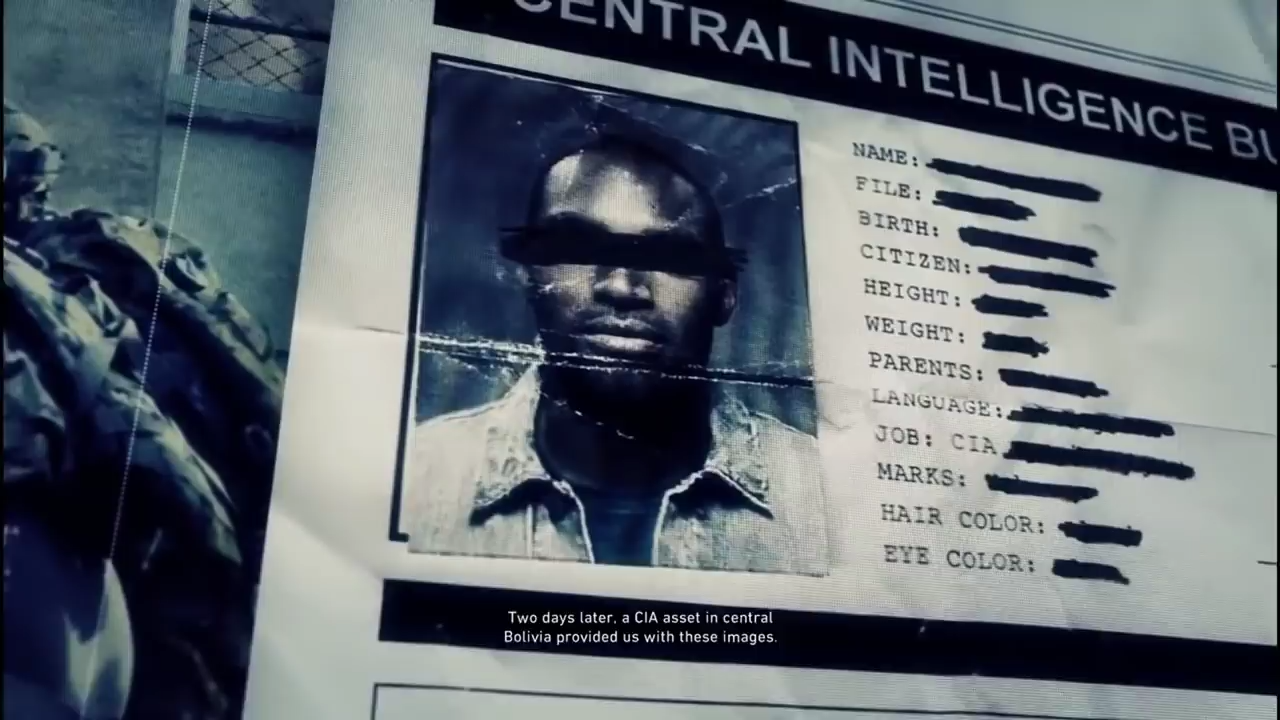 CENTRAL INTELLIGENCE BU
NAME:
FILE:
BIRTH:
CITIZEN:
HEIGHT:
WEIGHT:
PARENTS:
LANGUAGE:
JOB: CIA
MARKS:
HAIR COLOR:
EYE COLOR:
Two days later, a CIA asset in central
Bolivia provided us with these images.